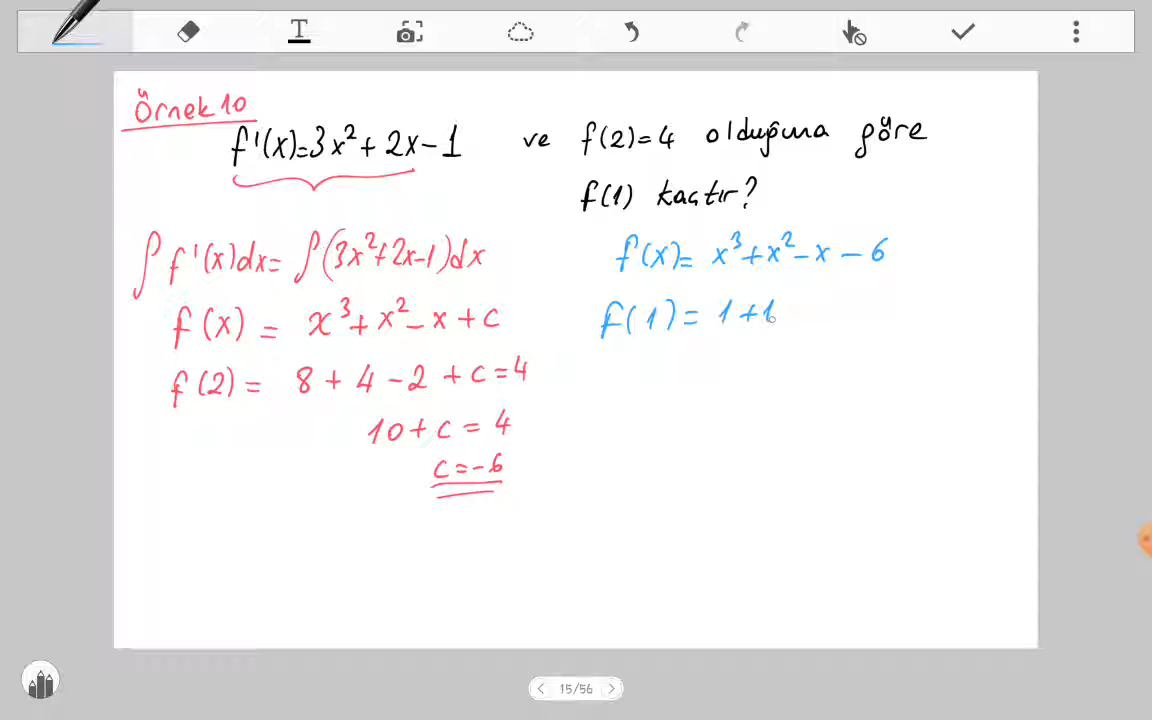 Örnek 10
f'(x)=3x²+2x-1 ve f(2)=4 olduğuna göre
f(1) kaçtır?
∫f'(x)dx=∫(3x²+2x-1)dx
f(x) = x³+x²-x+c
f(2) = 8+4-2+c=4
10+c=4
c=-6
f(x)=x³+x²-x-6
f(1)=1+1
15/56